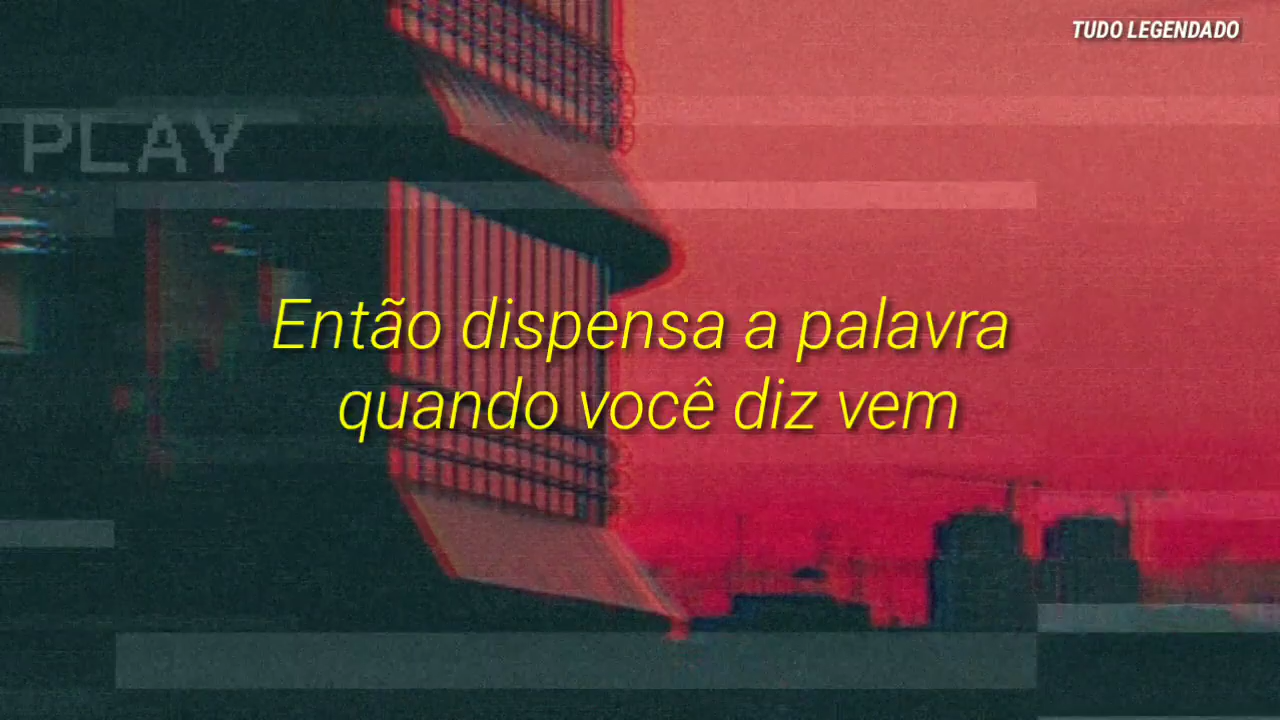 TUDO LEGENDADO
PLAY
Então dispensa a palavra
quando você diz vem